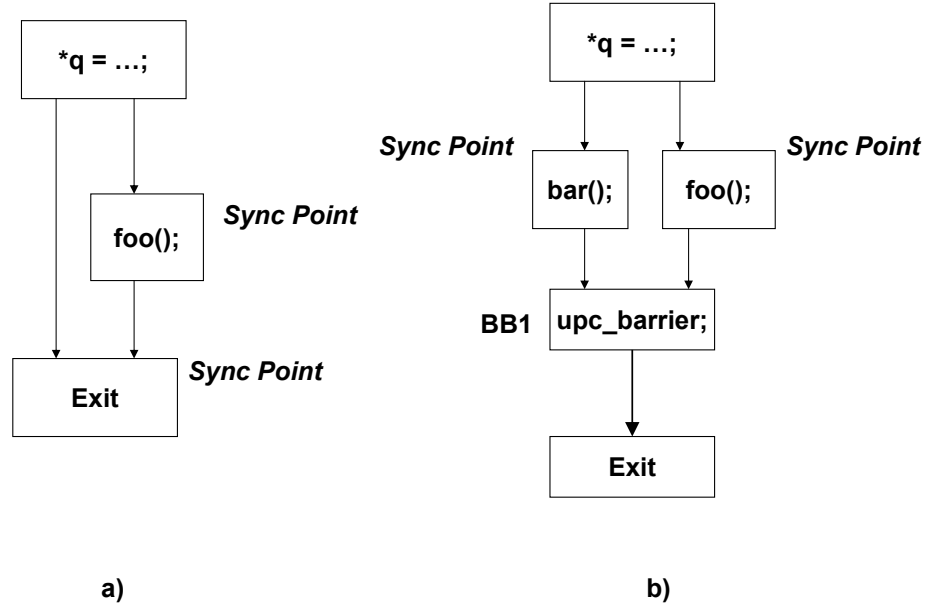 *q = …;
Sync Point
foo();
Sync Point
Exit
a)
*q = …;
Sync Point
Sync Point
bar();
foo();
BB1
upc_barrier;
Exit
b)